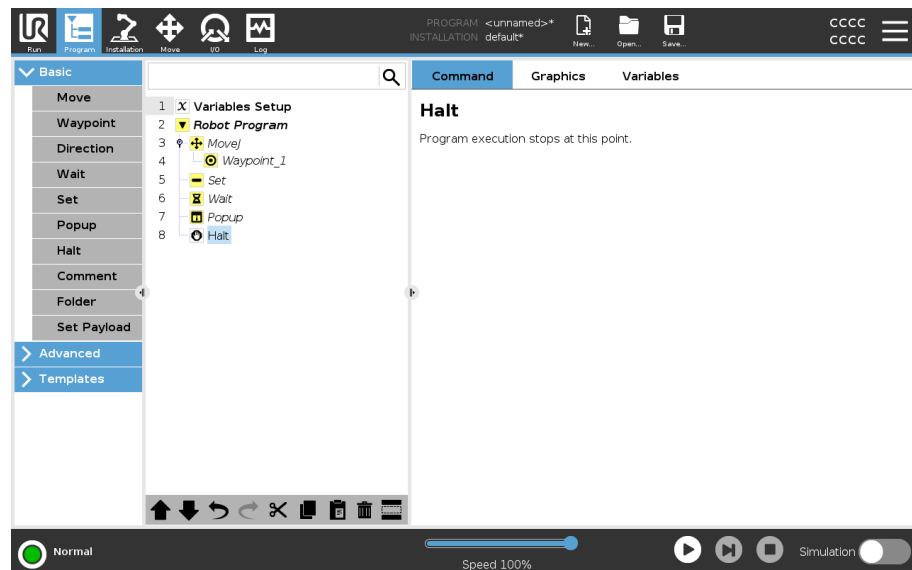 PROGRAM <unnamed>*
INSTALLATION default*
CCCC
CCCC
UR
Run
Program
Installation
Move
I/O
Log
New...
Open...
Save...
Basic
Move
Waypoint
Direction
Wait
Set
Popup
Halt
Comment
Folder
Set Payload
Advanced
Templates
1 X Variables Setup
2 Robot Program
3 MoveJ
4 Waypoint_1
5 Set
6 Wait
7 Popup
8 Halt
Command Graphics Variables
Halt
Program execution stops at this point.
Normal
Speed 100%
Simulation